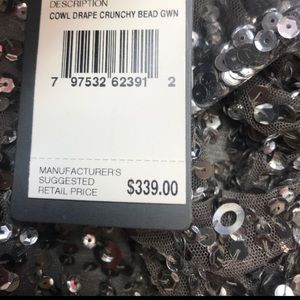 DESCRIPTION
COWL DRAPE CRUNCHY BEAD GWN
7 97532 62391 2
MANUFACTURER'S
SUGGESTED
RETAIL PRICE $339.00